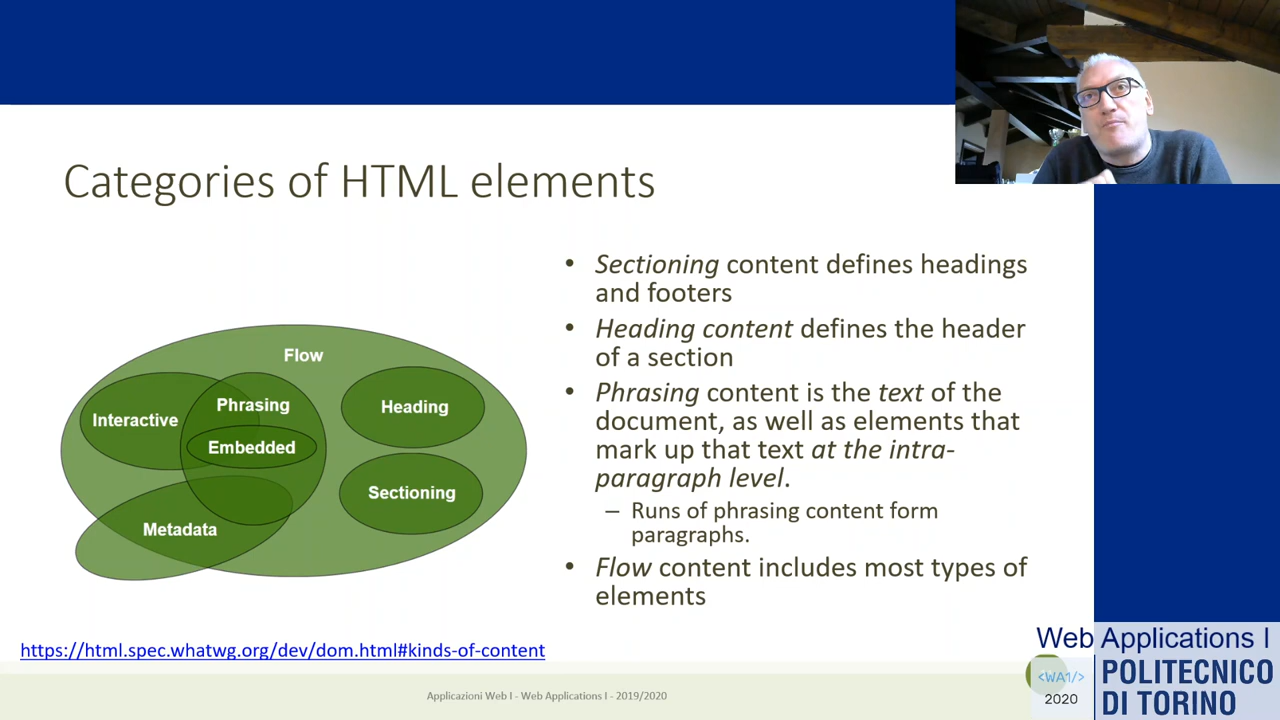 Categories of HTML elements
Flow
Interactive
Phrasing
Embedded
Heading
Sectioning
Metadata
• Sectioning content defines headings
and footers
• Heading content defines the header
of a section
• Phrasing content is the text of the
document, as well as elements that
mark up that text at the intra-
paragraph level.
– Runs of phrasing content form
paragraphs.
• Flow content includes most types of
elements
https://html.spec.whatwg.org/dev/dom.html#kinds-of-content
Applicazioni Web I - Web Applications I - 2019/2020
Web Applications I
<WA1/>
2020
POLITECNICO
DI TORINO